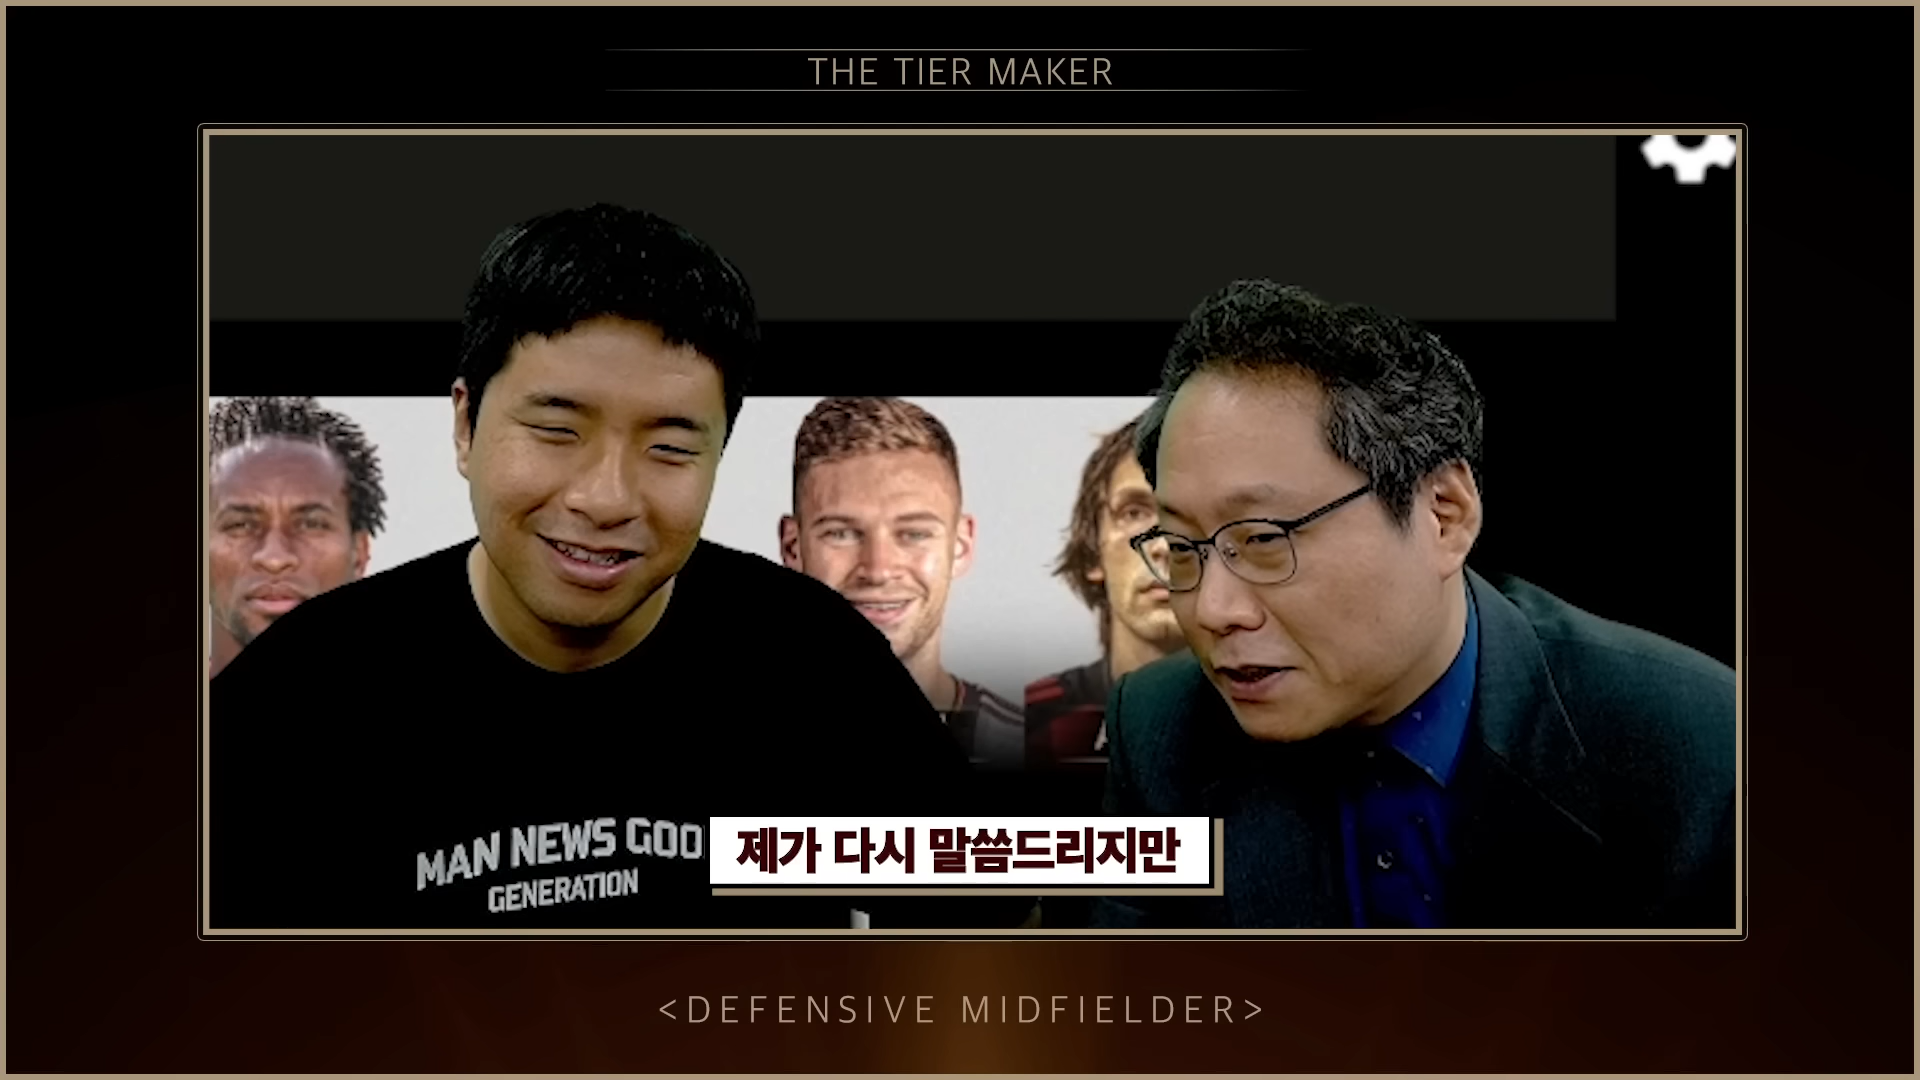 THE TIER MAKER
MAN NEWS GOO
GENERATION
제가 다시 말씀드리지만
<DEFENSIVE MIDFIELDER>